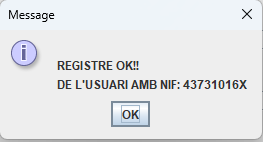 Message
REGISTRE OK!!
DE L'USUARI AMB NIF: 43731016X
OK